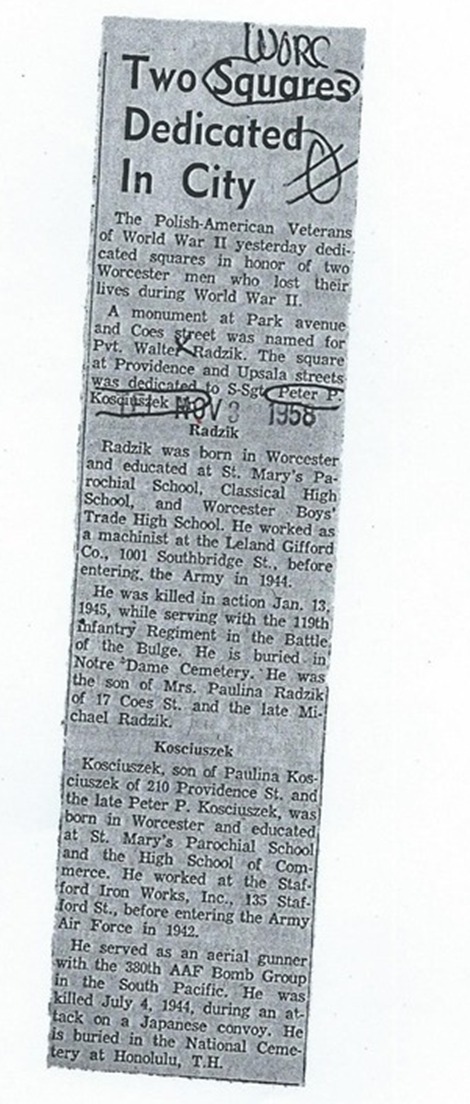 WORC
Two Squares
Dedicated
In City
The Polish-American Veterans
of World War II yesterday dedi-
cated squares in honor of two
Worcester men who lost their
lives during World War II.
A monument at Park avenue
and Coes street was named for
Pvt. Walter Radzik. The square
at Providence and Upsala streets
was dedicated to S-Sgt. Peter P.
Kosciuszek
NOV 3 1958
Radzik
Radzik was born in Worcester
and educated at St. Mary's Pa-
rochial School, Classical High
School, and Worcester Boys'
Trade High School. He worked as
a machinist at the Leland Gifford
Co., 1001 Southbridge St., before
entering the Army in 1944.
He was killed in action Jan. 13,
1945, while serving with the 119th
Infantry Regiment in the Battle
of the Bulge. He is buried in
Notre Dame Cemetery. He was
the son of Mrs. Paulina Radzik
of 17 Coes St. and the late Mi-
chael Radzik.
Kosciuszek
Kosciuszek, son of Paulina Kos-
ciuszek of 210 Providence St. and
the late Peter P. Kosciuszek, was
born in Worcester and educated
at St. Mary's Parochial School
and the High School of Com-
merce. He worked at the Staf-
ford Iron Works, Inc., 135 Staf-
ford St., before entering the Army
Air Force in 1942.
He served as an aerial gunner
with the 380th AAF Bomb Group
in the South Pacific. He was
killed July 4, 1944, during an at-
tack on a Japanese convoy. He
is buried in the National Ceme-
tery at Honolulu, T.H.